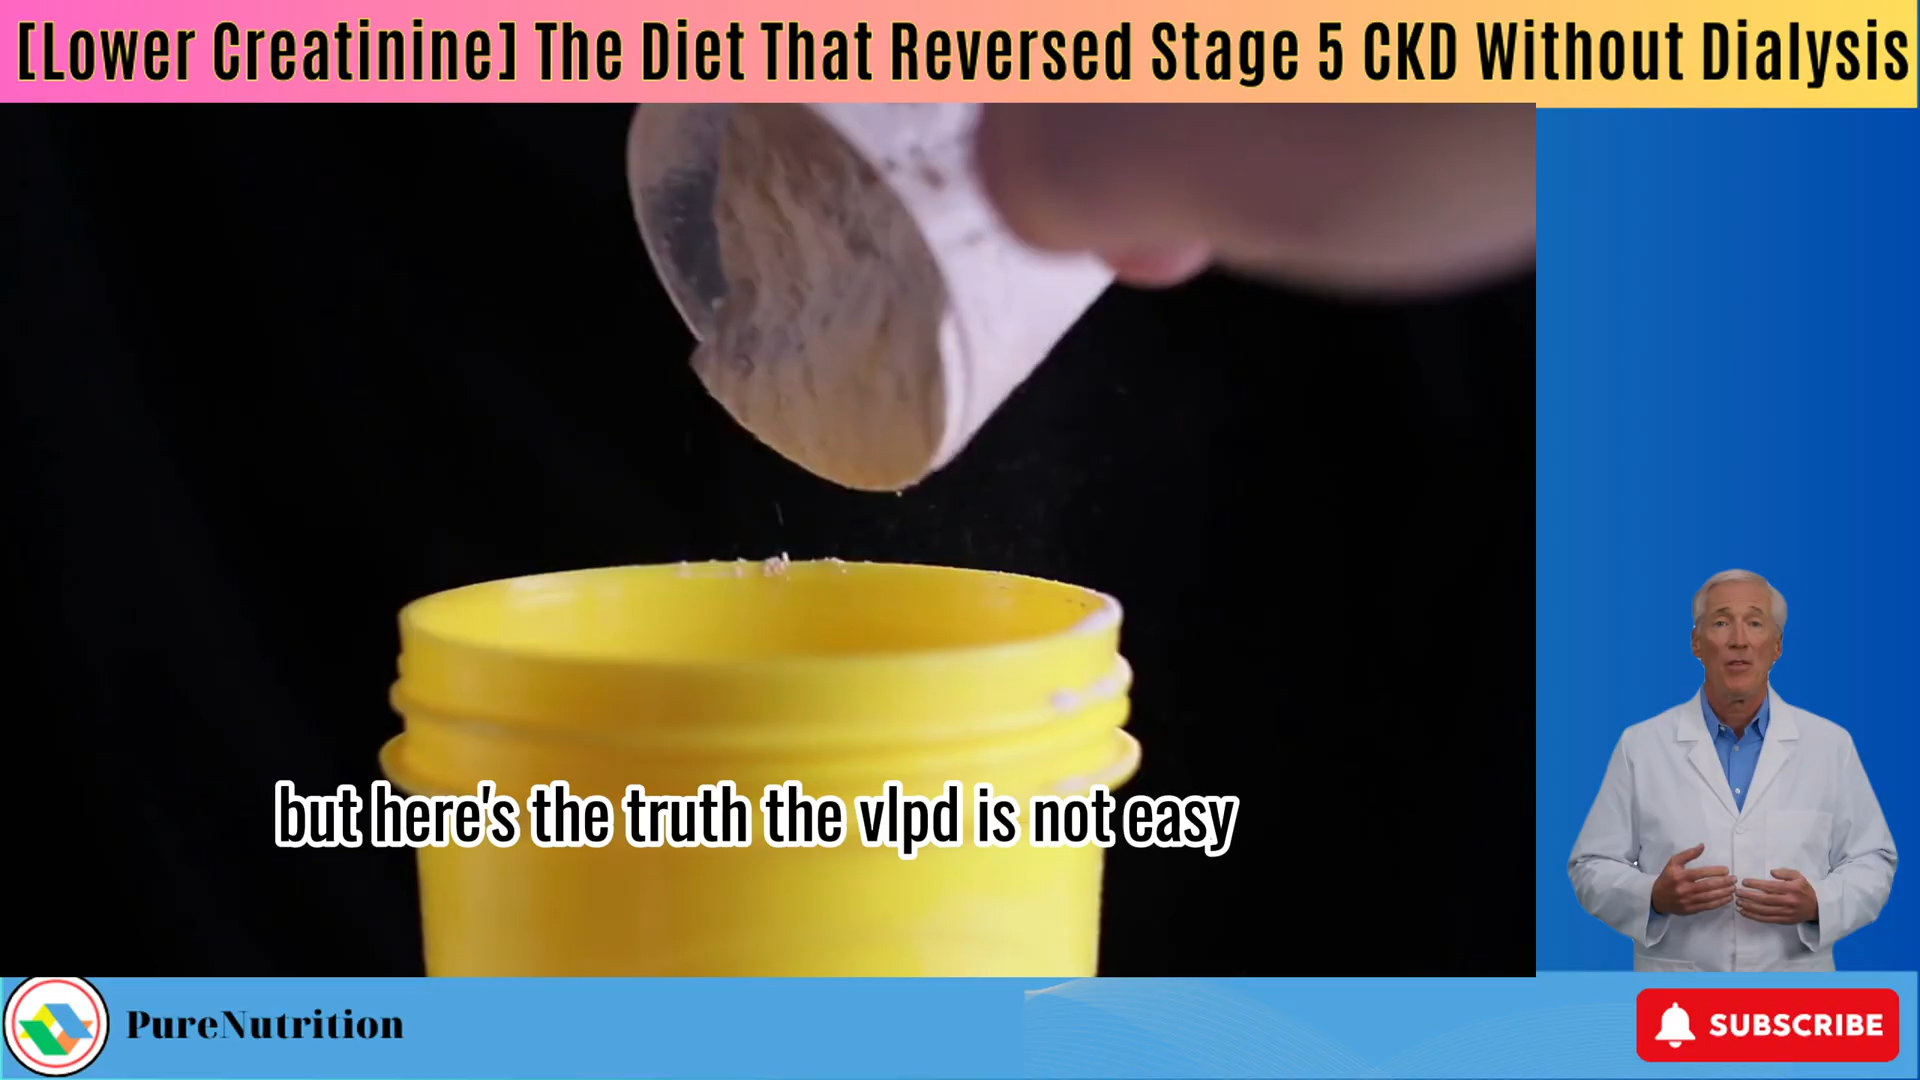 [Lower Creatinine] The Diet That Reversed Stage 5 CKD Without Dialysis
but here's the truth the vlpd is not easy
PureNutrition
SUBSCRIBE